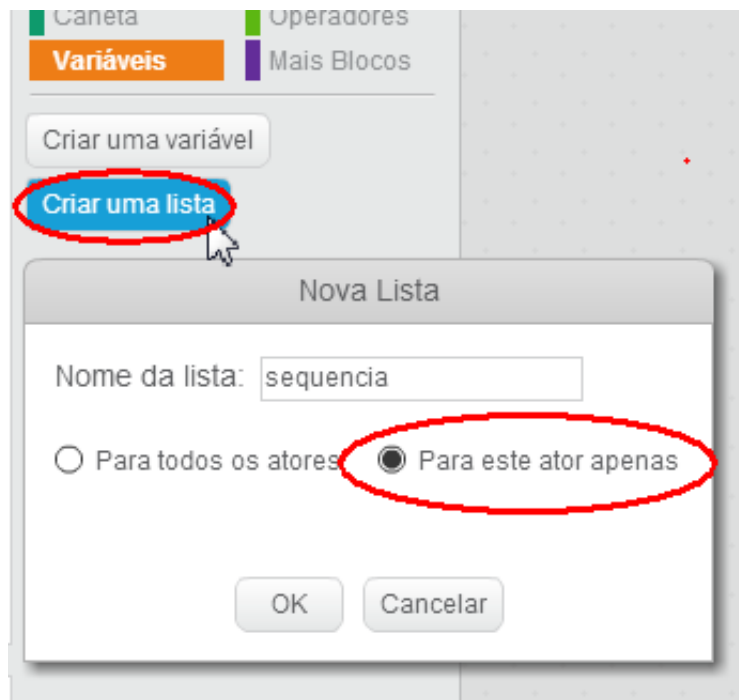 Caneta Operadores
Variáveis Mais Blocos
Criar uma variável
Criar uma lista
Nova Lista
Nome da lista: sequencia
Para todos os atores Para este ator apenas
OK Cancelar